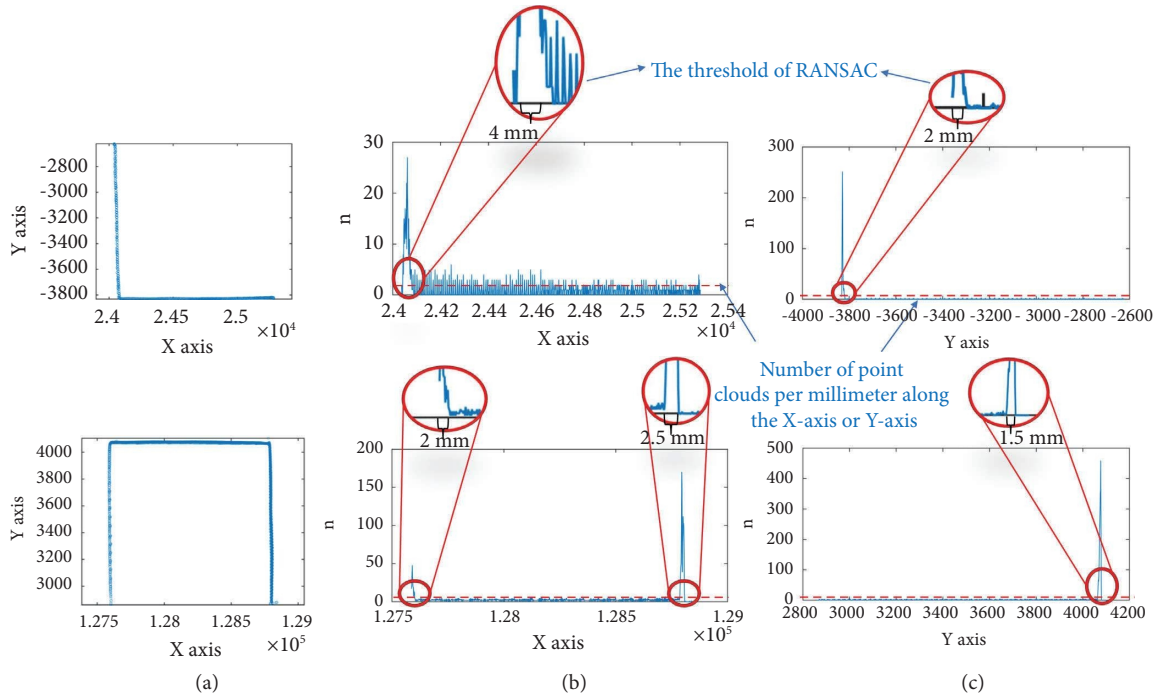 The threshold of RANSAC
4 mm
2 mm
-2800
-3000
-3200
-3400
-3600
-3800
Y axis
2.4 2.45 2.5
×10⁴
X axis
30
20
10
0
n
2.4 2.42 2.44 2.46 2.48 2.5 2.52 2.54
×10⁴
X axis
300
200
100
0
n
-4000 -3800 -3600 -3400 -3200 -3000 -2800 -2600
Y axis
Number of point
clouds per millimeter along
the X-axis or Y-axis
2 mm
2.5 mm
1.5 mm
4000
3800
3600
3400
3200
3000
Y axis
1.275 1.28 1.285 1.29
×10⁵
X axis
200
150
100
50
0
n
1.275 1.28 1.285 1.29
×10⁵
X axis
500
400
300
200
100
0
n
2800 3000 3200 3400 3600 3800 4000 4200
Y axis
(a) (b) (c)